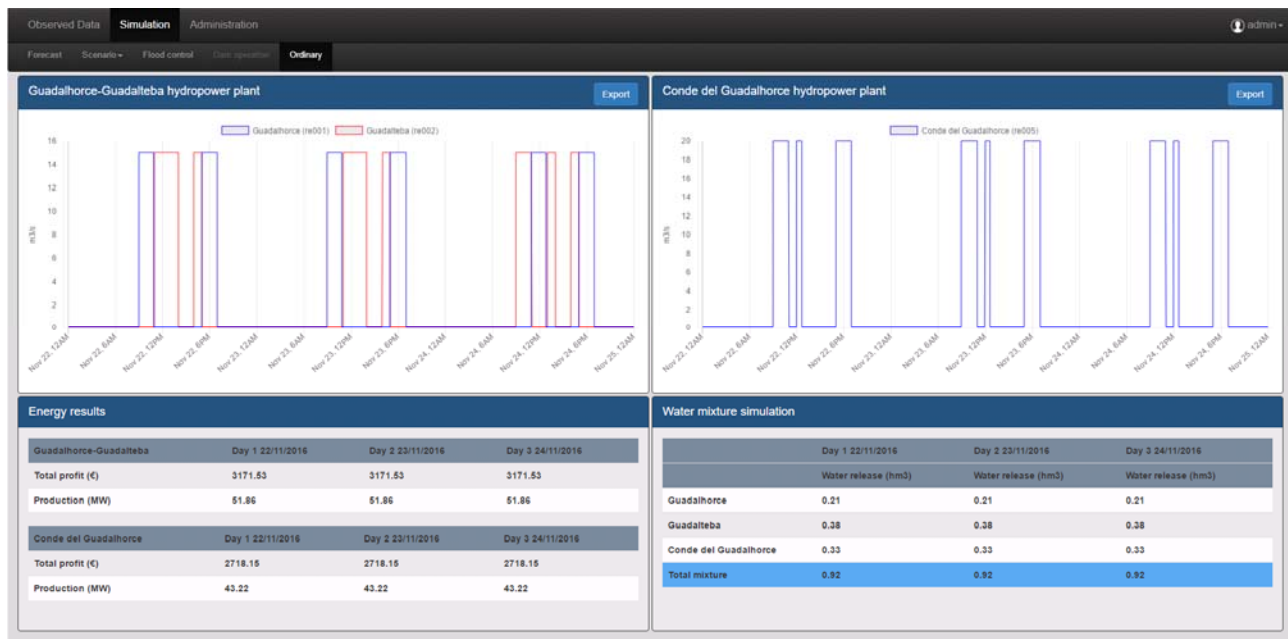 Observed Data Simulation Administration admin
Forecast Scenario Flood control Dam operation Ordinary
Guadalhorce-Guadalteba hydropower plant Export
Guadalhorce (re001) Guadalteba (re002)
m3/s
16
14
12
10
8
6
4
2
0
Nov 22, 12AM Nov 22, 6AM Nov 22, 12PM Nov 22, 6PM Nov 23, 12AM Nov 23, 6AM Nov 23, 12PM Nov 23, 6PM Nov 24, 12AM Nov 24, 6AM Nov 24, 12PM Nov 24, 6PM Nov 25, 12AM
Conde del Guadalhorce hydropower plant Export
Conde del Guadalhorce (re005)
m3/s
20
18
16
14
12
10
8
6
4
2
0
Nov 22, 12AM Nov 22, 6AM Nov 22, 12PM Nov 22, 6PM Nov 23, 12AM Nov 23, 6AM Nov 23, 12PM Nov 23, 6PM Nov 24, 12AM Nov 24, 6AM Nov 24, 12PM Nov 24, 6PM Nov 25, 12AM
Energy results
Guadalhorce-Guadalteba Day 1 22/11/2016 Day 2 23/11/2016 Day 3 24/11/2016
Total profit (€) 3171.53 3171.53 3171.53
Production (MW) 51.86 51.86 51.86
Conde del Guadalhorce Day 1 22/11/2016 Day 2 23/11/2016 Day 3 24/11/2016
Total profit (€) 2718.15 2718.15 2718.15
Production (MW) 43.22 43.22 43.22
Water mixture simulation
Day 1 22/11/2016 Day 2 23/11/2016 Day 3 24/11/2016
Water release (hm3) Water release (hm3) Water release (hm3)
Guadalhorce 0.21 0.21 0.21
Guadalteba 0.38 0.38 0.38
Conde del Guadalhorce 0.33 0.33 0.33
Total mixture 0.92 0.92 0.92